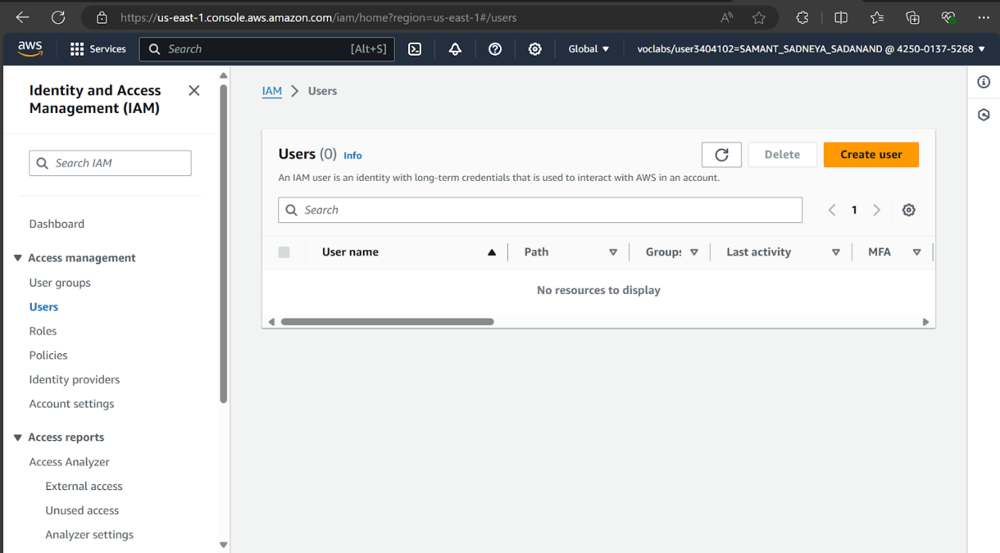 https://us-east-1.console.aws.amazon.com/iam/home?region=us-east-1#/users
aws
Services
Search
[Alt+S]
Global
voclabs/user3404102=SAMANT_SADNEYA_SADANAND @ 4250-0137-5268
Identity and Access
Management (IAM)
Search IAM
Dashboard
Access management
User groups
Users
Roles
Policies
Identity providers
Account settings
Access reports
Access Analyzer
External access
Unused access
Analyzer settings
IAM
Users
Users (0) Info
Delete
Create user
An IAM user is an identity with long-term credentials that is used to interact with AWS in an account.
Search
1
User name
Path
Groups
Last activity
MFA
No resources to display